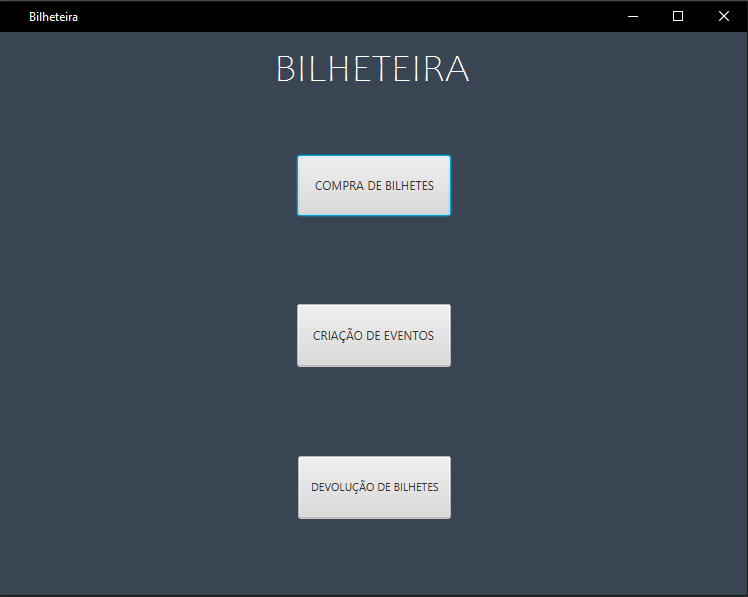 Bilheteira
BILHETEIRA
COMPRA DE BILHETES
CRIAÇÃO DE EVENTOS
DEVOLUÇÃO DE BILHETES